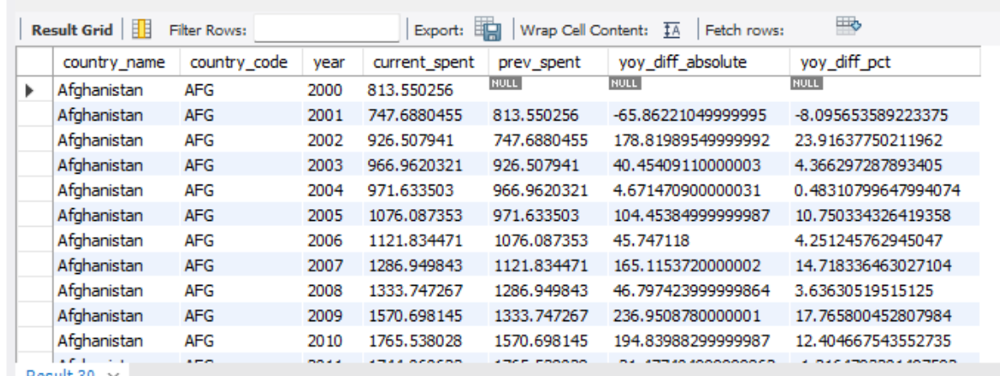 Result Grid Filter Rows: Export: Wrap Cell Content: IA Fetch rows:
country_name country_code year current_spent prev_spent yoy_diff_absolute yoy_diff_pct
Afghanistan AFG 2000 813.550256 NULL NULL NULL
Afghanistan AFG 2001 747.6880455 813.550256 -65.86221049999995 -8.095653589223375
Afghanistan AFG 2002 926.507941 747.6880455 178.81989549999992 23.91637750211962
Afghanistan AFG 2003 966.9620321 926.507941 40.45409110000003 4.366297287893405
Afghanistan AFG 2004 971.633503 966.9620321 4.671470900000031 0.48310799647994074
Afghanistan AFG 2005 1076.087353 971.633503 104.45384999999987 10.750334326419358
Afghanistan AFG 2006 1121.834471 1076.087353 45.747118 4.251245762945047
Afghanistan AFG 2007 1286.949843 1121.834471 165.1153720000002 14.718336463027104
Afghanistan AFG 2008 1333.747267 1286.949843 46.797423999999864 3.63630519515125
Afghanistan AFG 2009 1570.698145 1333.747267 236.9508780000001 17.765800452807984
Afghanistan AFG 2010 1765.538028 1570.698145 194.83988299999987 12.404667543552735
Result 30